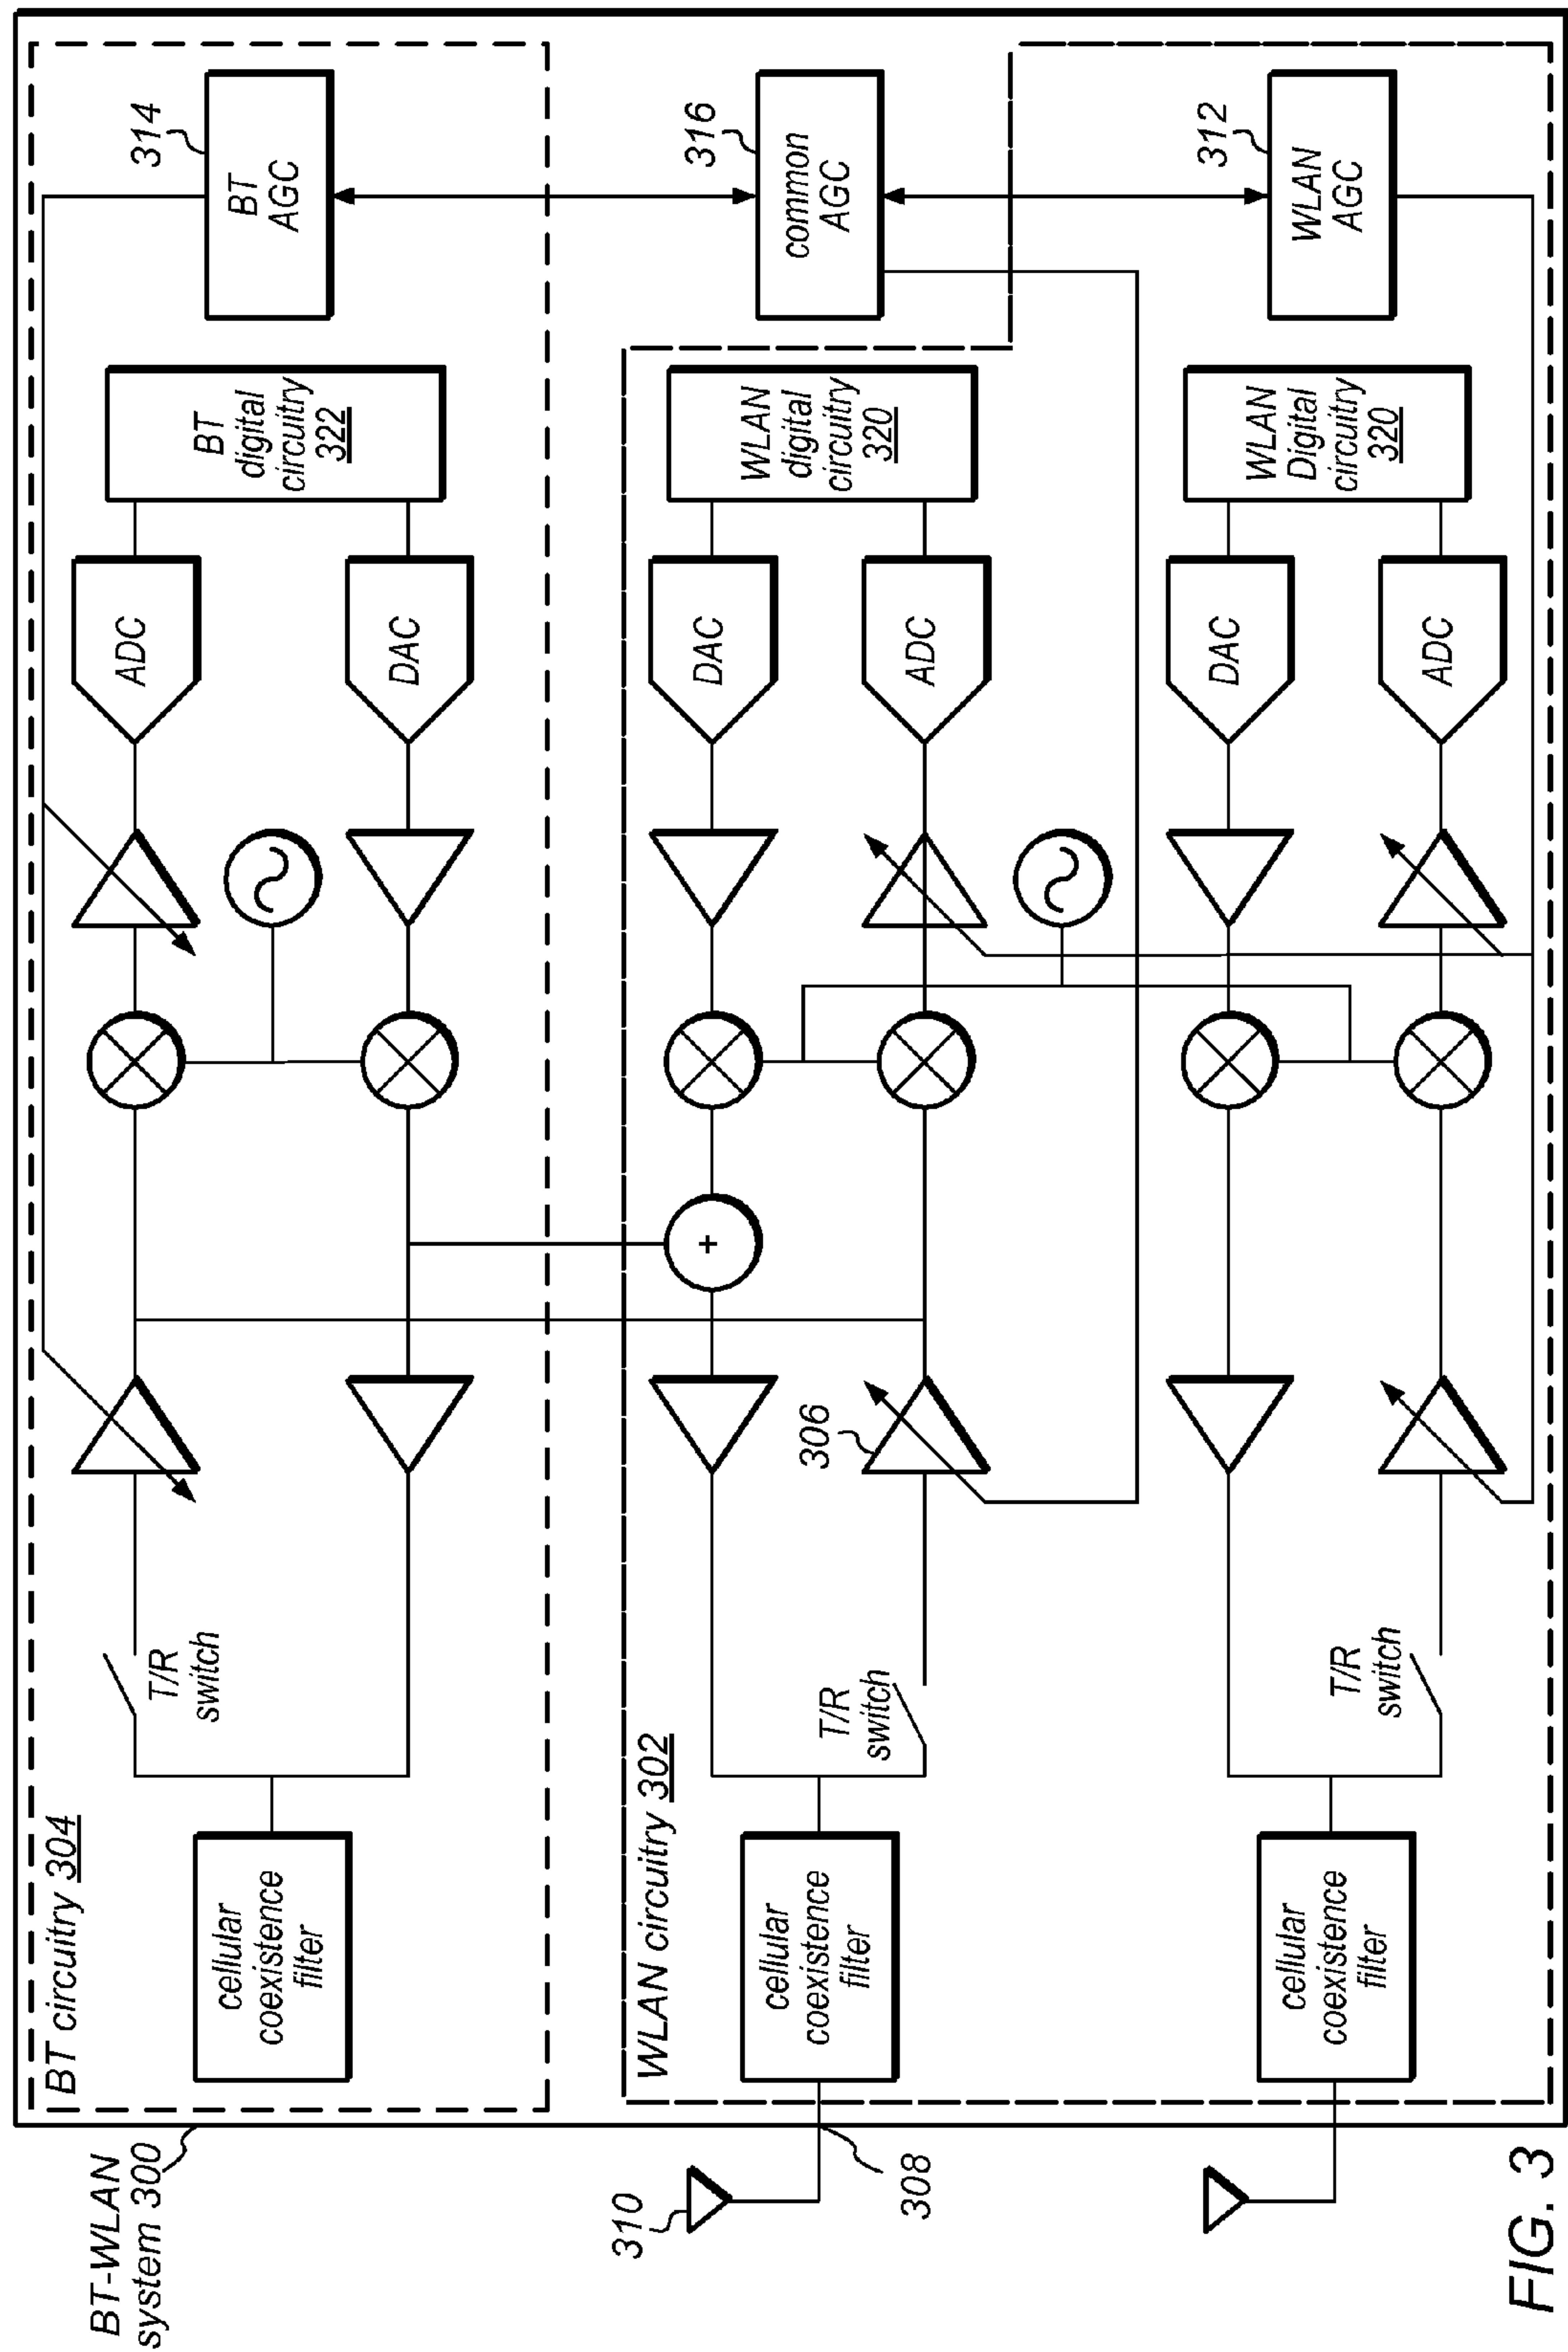 BT-WLAN
system 300
BT circuitry 304
cellular
coexistence
filter
T/R
switch
ADC
DAC
BT
digital
circuitry
322
314
BT
AGC
310
308
WLAN circuitry 302
cellular
coexistence
filter
T/R
switch
306
+
DAC
ADC
WLAN
digital
circuitry
320
316
common
AGC
cellular
coexistence
filter
T/R
switch
DAC
ADC
WLAN
Digital
circuitry
320
312
WLAN
AGC
FIG. 3